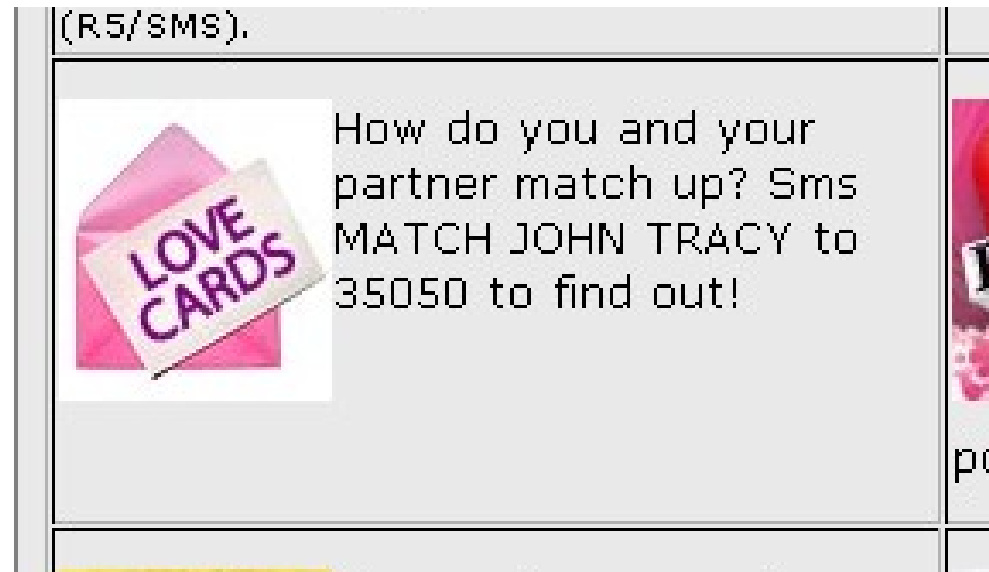 (R5/SMS).
LOVE
CARDS
How do you and your
partner match up? Sms
MATCH JOHN TRACY to
35050 to find out!